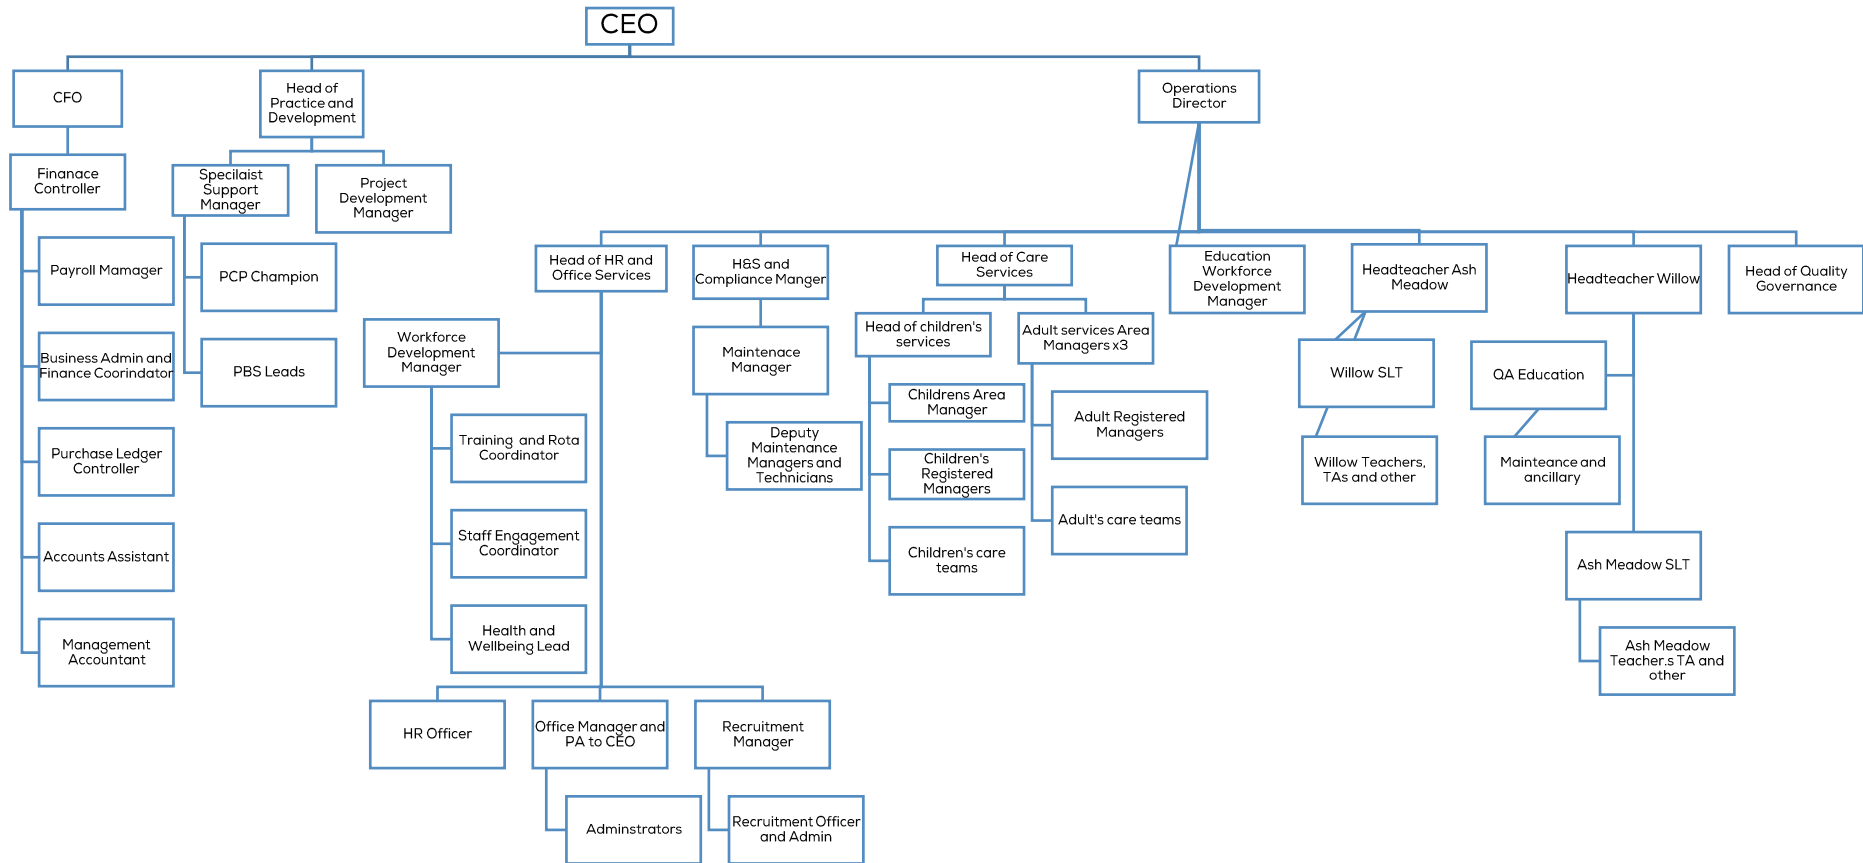 CEO
CFO
Head of
Practice and
Development
Operations
Director
Finanace
Controller
Specilaist
Support
Manager
Project
Development
Manager
Payroll Mamager
PCP Champion
Business Admin and
Finance Coorindator
PBS Leads
Purchase Ledger
Controller
Accounts Assistant
Management
Accountant
Head of HR and
Office Services
H&S and
Compliance Manger
Head of Care
Services
Education
Workforce
Development
Manager
Headteacher Ash
Meadow
Headteacher Willow
Head of Quality
Governance
Workforce
Development
Manager
Maintenace
Manager
Head of children's
services
Adult services Area
Managers x3
Willow SLT
QA Education
Childrens Area
Manager
Adult Registered
Managers
Training  and Rota
Coordinator
Deputy
Maintenance
Managers and
Technicians
Children's
Registered
Managers
Willow Teachers,
TAs and other
Mainteance and
ancillary
Staff Engagement
Coordinator
Adult's care teams
Children's care
teams
Ash Meadow SLT
Health and
Wellbeing Lead
Ash Meadow
Teacher.s TA and
other
HR Officer
Office Manager and
PA to CEO
Recruitment
Manager
Adminstrators
Recruitment Officer
and Admin